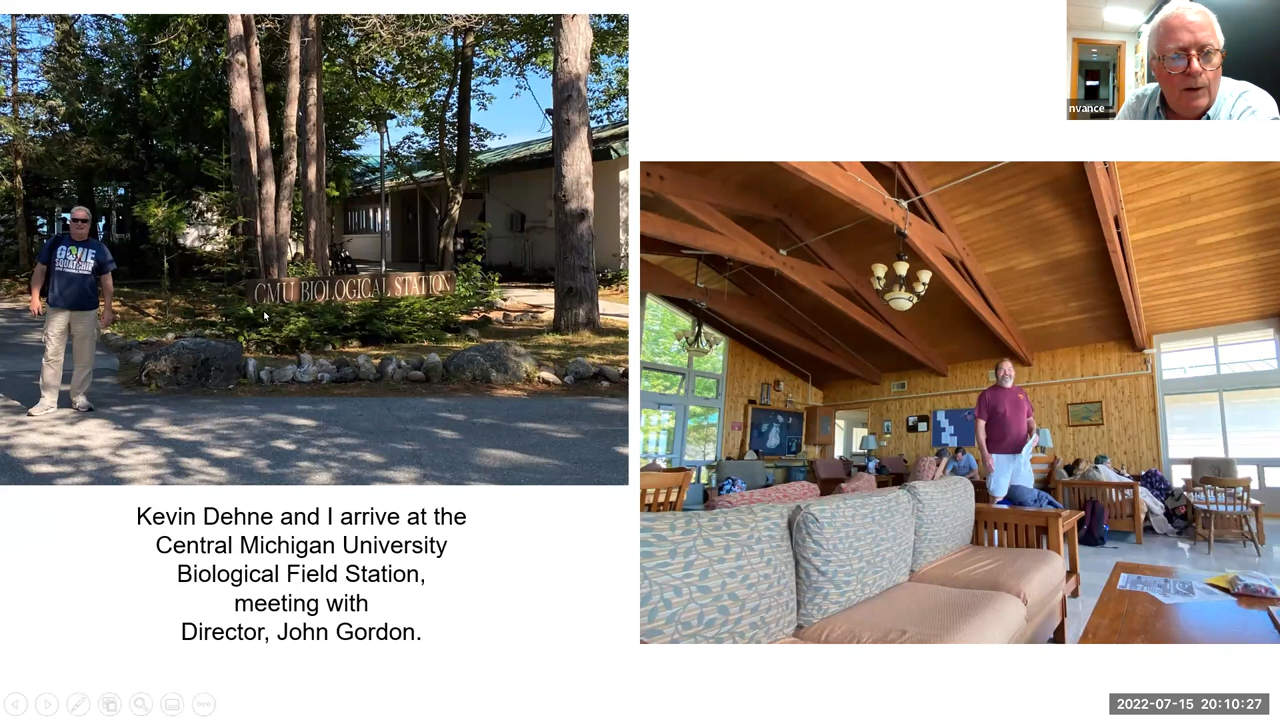 GONE
SQUATCHIN
CMU BIOLOGICAL STATION
nvance
Kevin Dehne and I arrive at the
Central Michigan University
Biological Field Station,
meeting with
Director, John Gordon.
2022-07-15 20:10:27